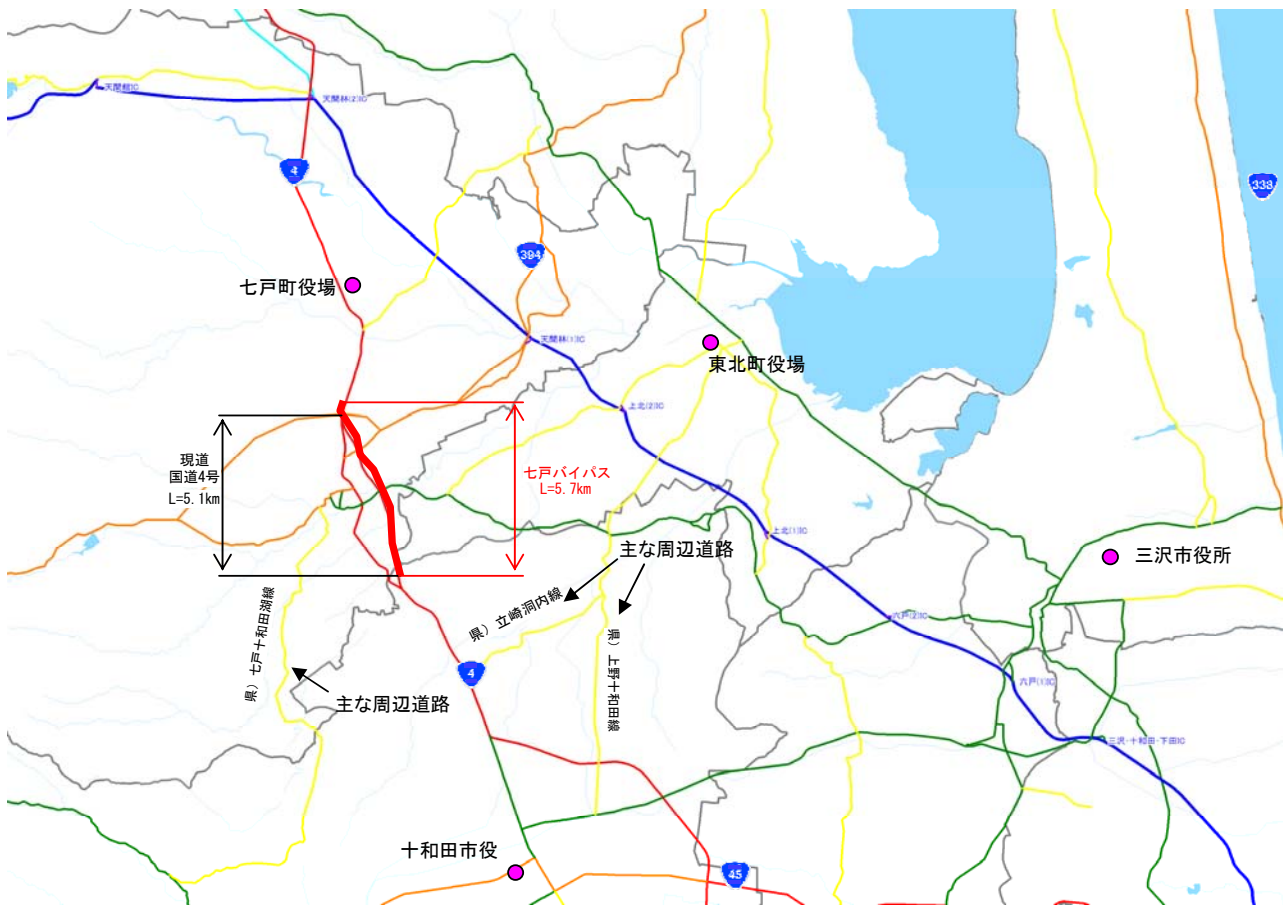 天間舘IC
天間林(2)IC
4
338
394
七戸町役場
天間林(1)IC
東北町役場
上北(2)IC
現道
国道4号
L=5.1km
七戸バイパス
L=5.7km
上北(1)IC
主な周辺道路
三沢市役所
県）立崎洞内線
六戸(2)IC
県）七戸十和田湖線
県）上野十和田線
4
主な周辺道路
六戸(1)IC
三沢・十和田・下田IC
十和田市役
45